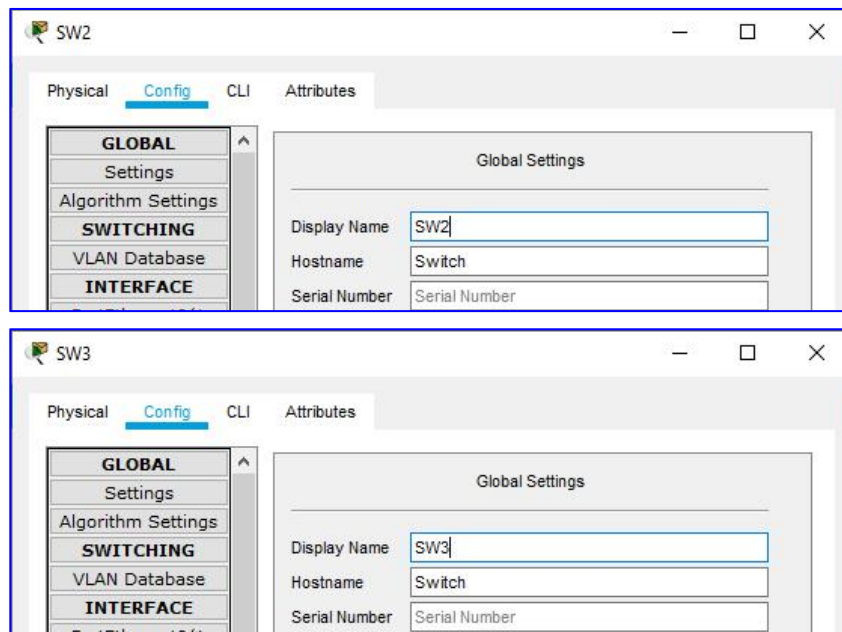 SW2
Physical Config CLI Attributes
GLOBAL
Settings
Algorithm Settings
SWITCHING
VLAN Database
INTERFACE
Global Settings
Display Name SW2
Hostname Switch
Serial Number Serial Number
SW3
Physical Config CLI Attributes
GLOBAL
Settings
Algorithm Settings
SWITCHING
VLAN Database
INTERFACE
Global Settings
Display Name SW3
Hostname Switch
Serial Number Serial Number